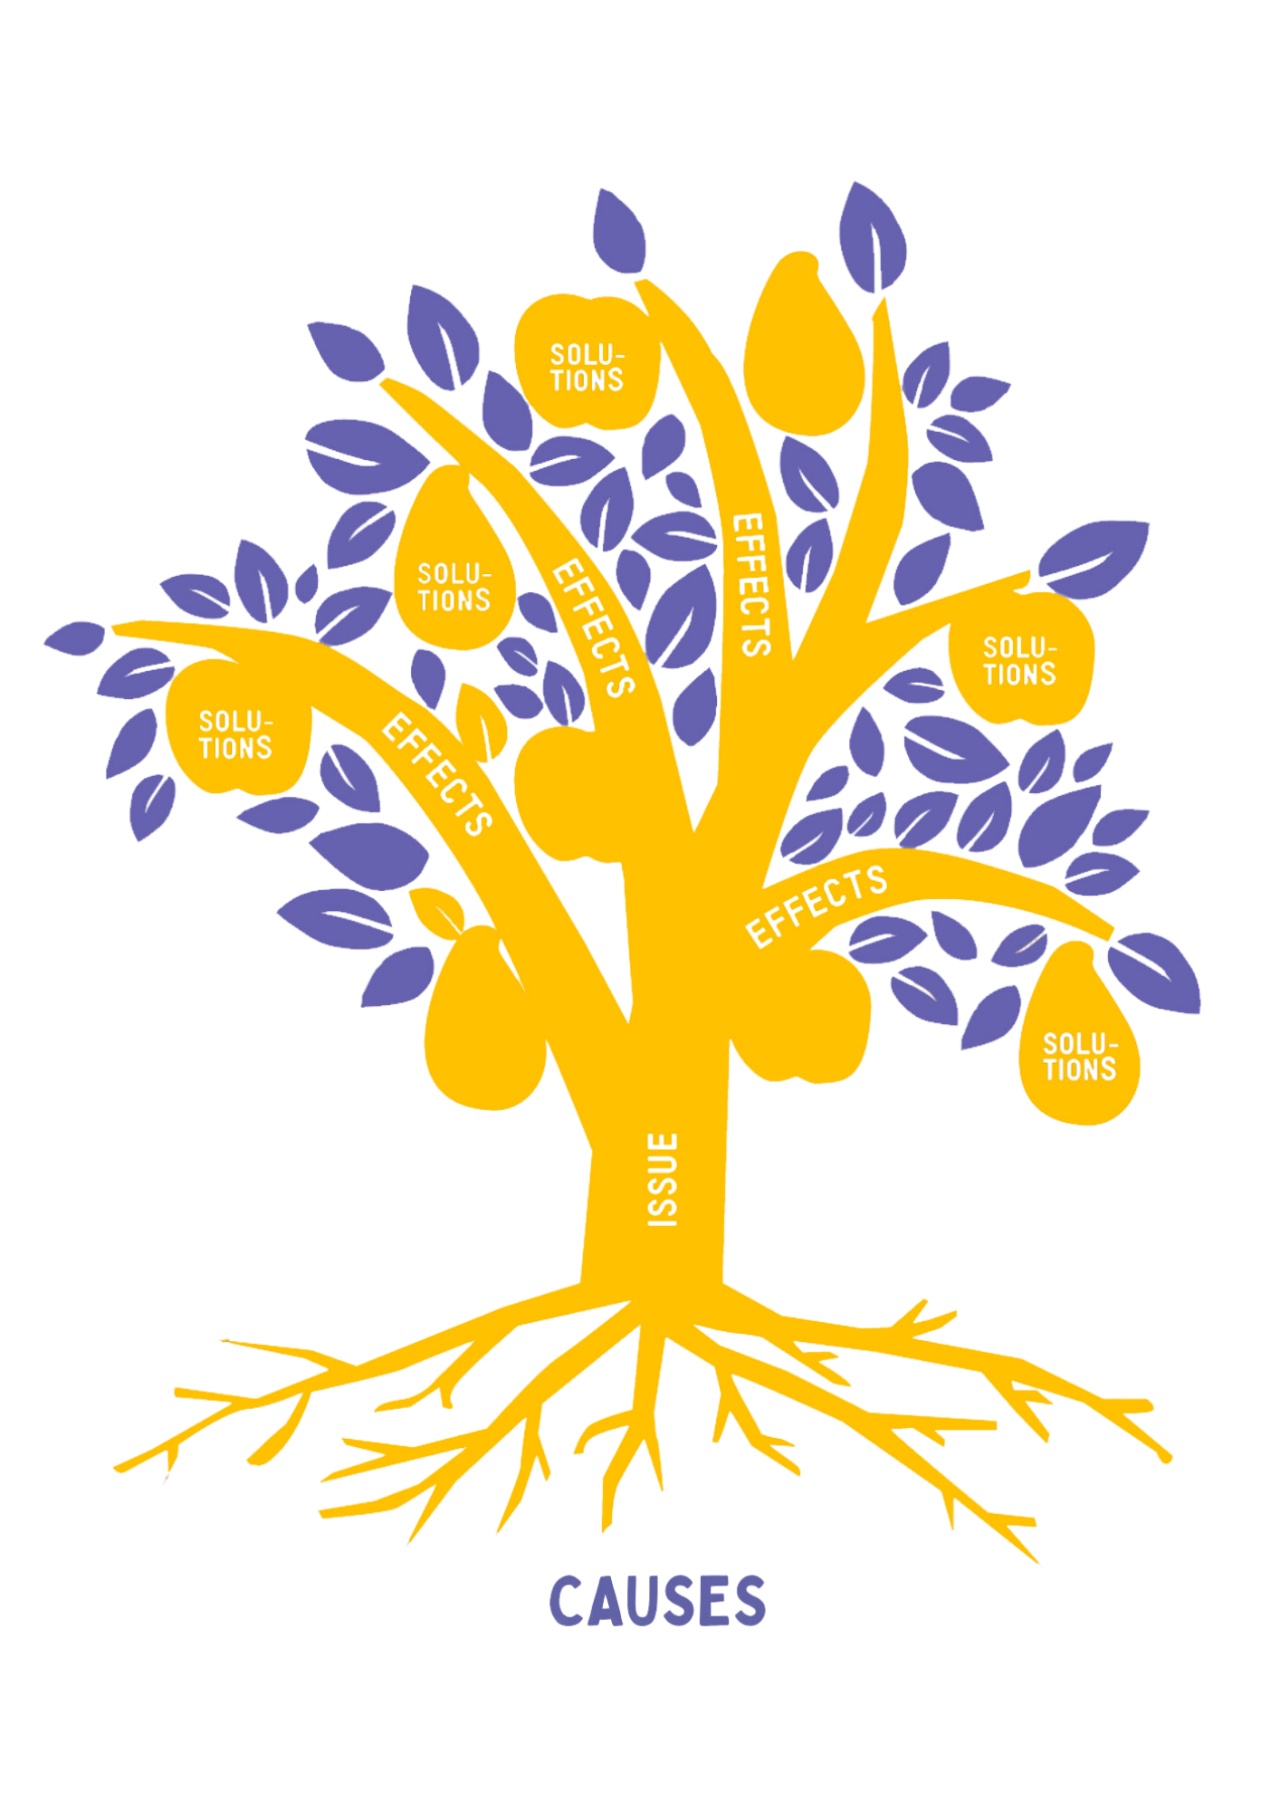 SOLU-
TIONS
EFFECTS
SOLU-
TIONS
EFFECTS
SOLU-
TIONS
SOLU-
TIONS
EFFECTS
EFFECTS
SOLU-
TIONS
ISSUE
CAUSES